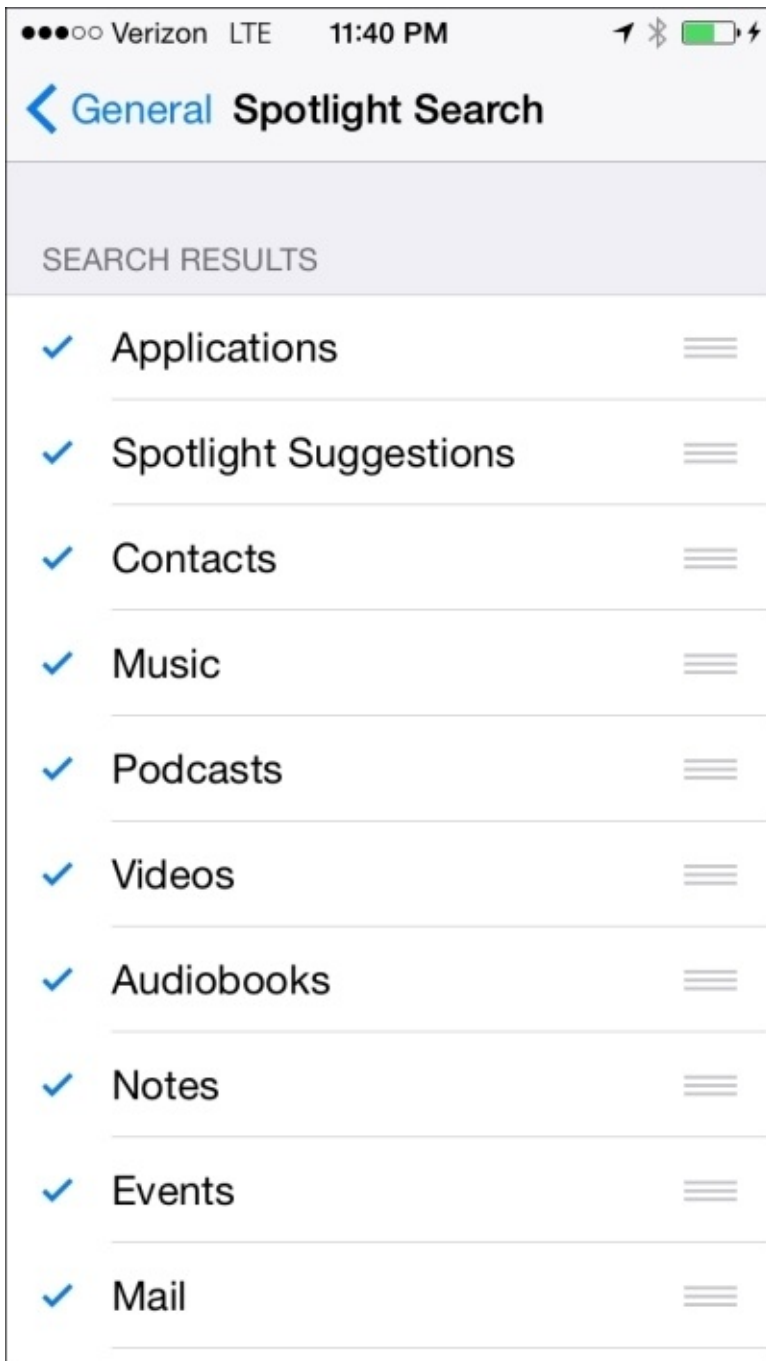 Verizon LTE 11:40 PM
General Spotlight Search
SEARCH RESULTS
Applications
Spotlight Suggestions
Contacts
Music
Podcasts
Videos
Audiobooks
Notes
Events
Mail